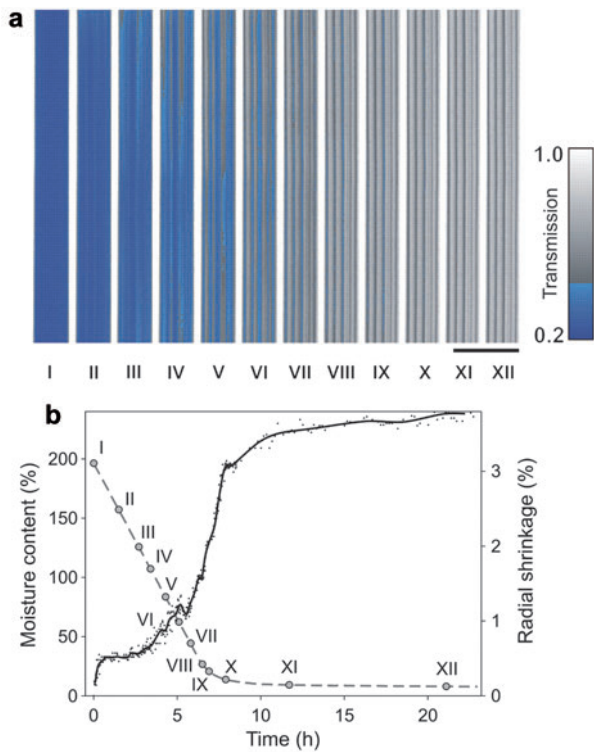 a
1.0
Transmission
0.2
I II III IV V VI VII VIII IX X XI XII
b
Moisture content (%)
200
150
100
50
0
I
II
III
IV
V
VI
VII
VIII
IX
X
XI
XII
3
2
1
0
Radial shrinkage (%)
0 5 10 15 20
Time (h)